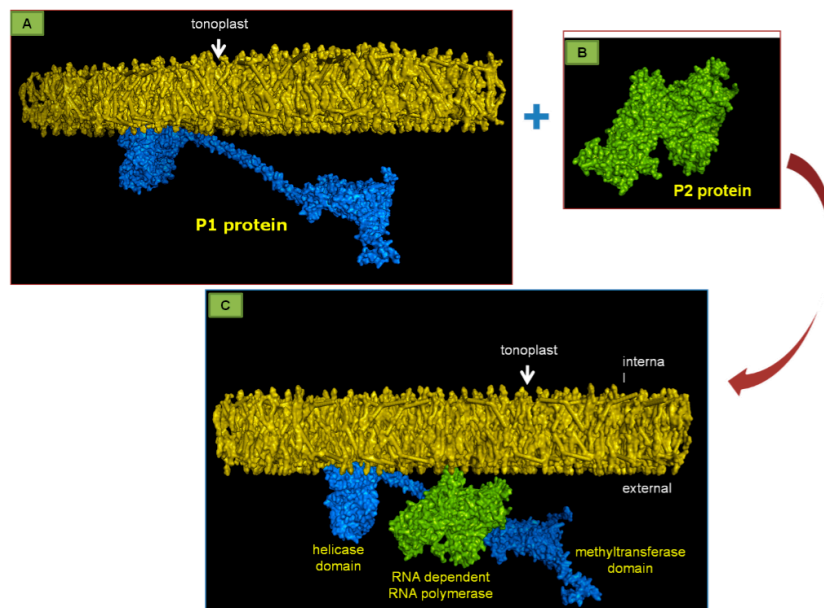 A
tonoplast
P1 protein
+
B
P2 protein
C
tonoplast
interna
l
external
helicase
domain
RNA dependent
RNA polymerase
methyltransferase
domain